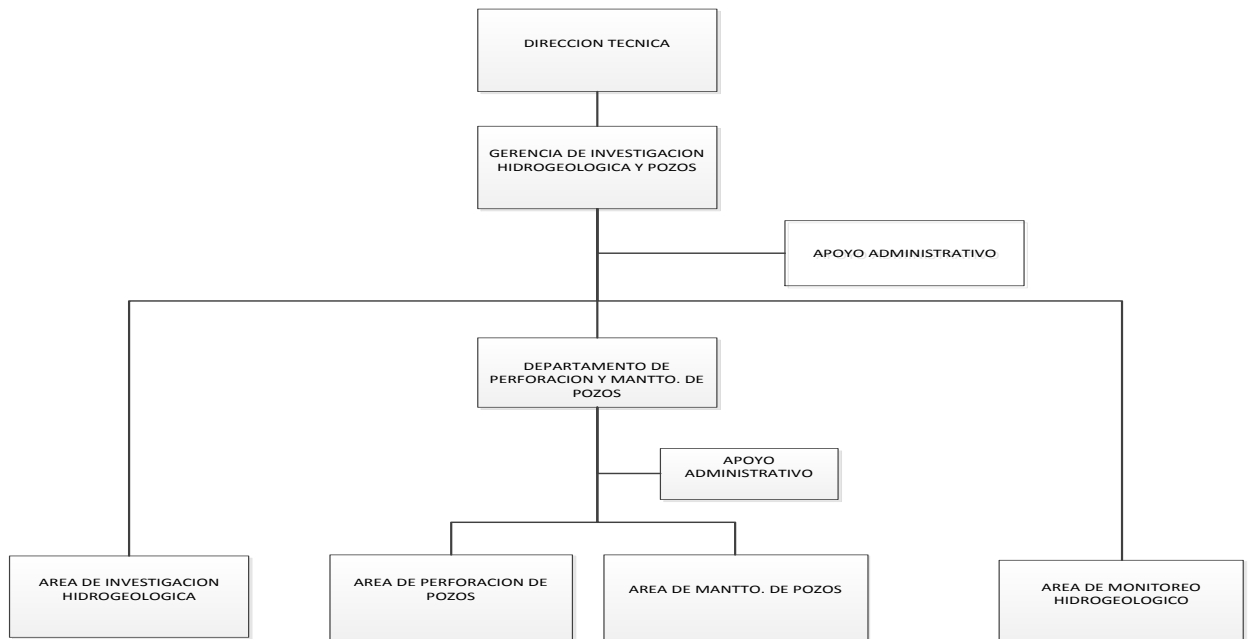 DIRECCION TECNICA
GERENCIA DE INVESTIGACION
HIDROGEOLOGICA Y POZOS
APOYO ADMINISTRATIVO
DEPARTAMENTO DE
PERFORACION Y MANTTO. DE
POZOS
APOYO
ADMINISTRATIVO
AREA DE INVESTIGACION
HIDROGEOLOGICA
AREA DE PERFORACION DE
POZOS
AREA DE MANTTO. DE POZOS
AREA DE MONITOREO
HIDROGEOLOGICO